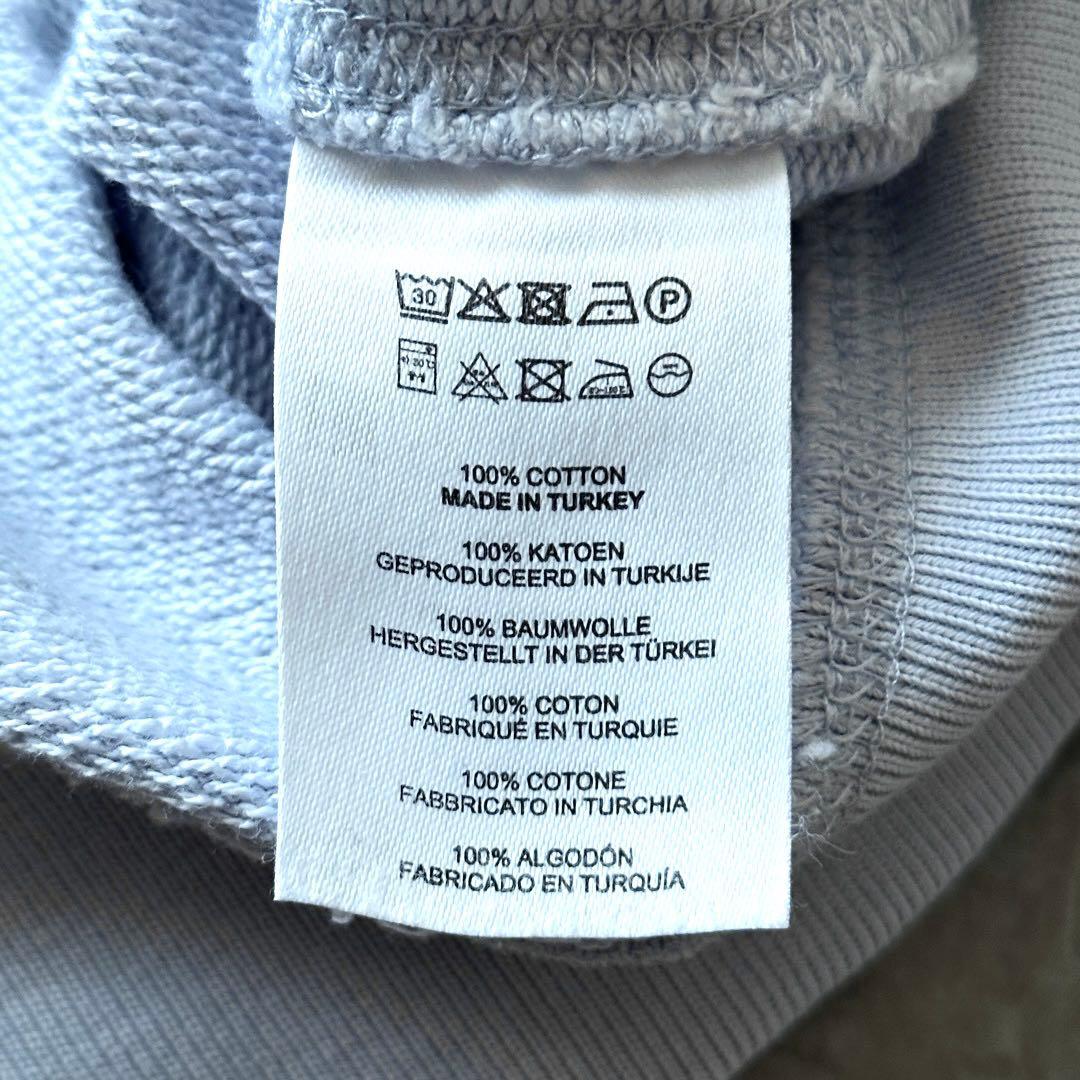 30
P
30
100% COTTON
MADE IN TURKEY
100% KATOEN
GEPRODUCEERD IN TURKIJE
100% BAUMWOLLE
HERGESTELLT IN DER TÜRKEI
100% COTON
FABRIQUÉ EN TURQUIE
100% COTONE
FABBRICATO IN TURCHIA
100% ALGODÓN
FABRICADO EN TURQUÍA